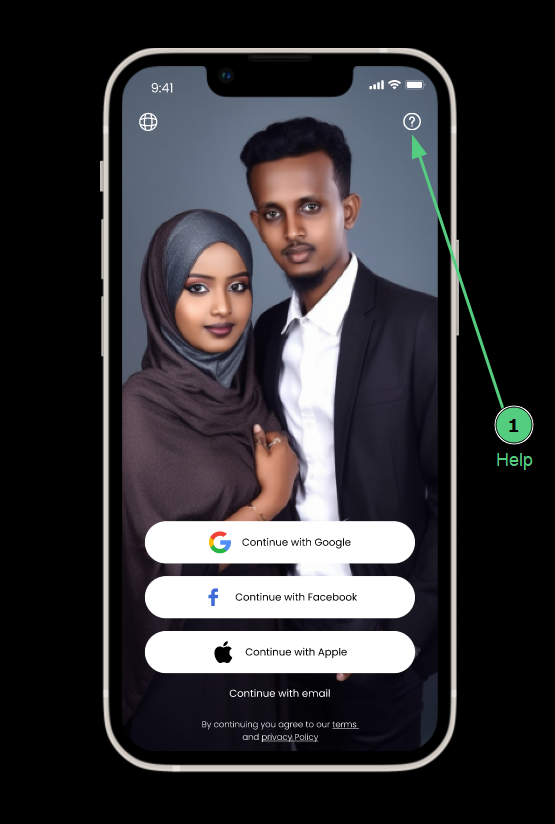 9:41
1
Help
Continue with Google
Continue with Facebook
Continue with Apple
Continue with email
By continuing you agree to our terms
and privacy Policy